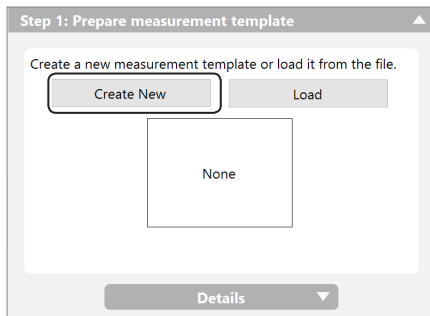 Step 1: Prepare measurement template
Create a new measurement template or load it from the file.
Create New
Load
None
Details